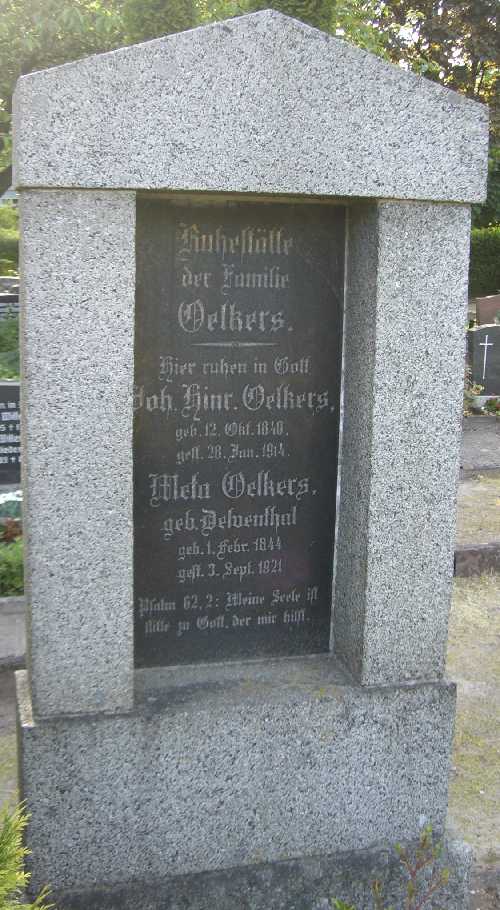 Ruhestätte
der Familie
Oelkers.
Hier ruhen in Gott
Joh. Hinr. Oelkers,
geb. 12. Okt. 1840.
gest. 28. Jan. 1914.
Meta Oelkers,
geb. Delventhal
geb. 1. Febr. 1844
gest. 3. Sept. 1921
Psalm 62, 2: Meine Seele ist
stille zu Gott, der mir hilft.